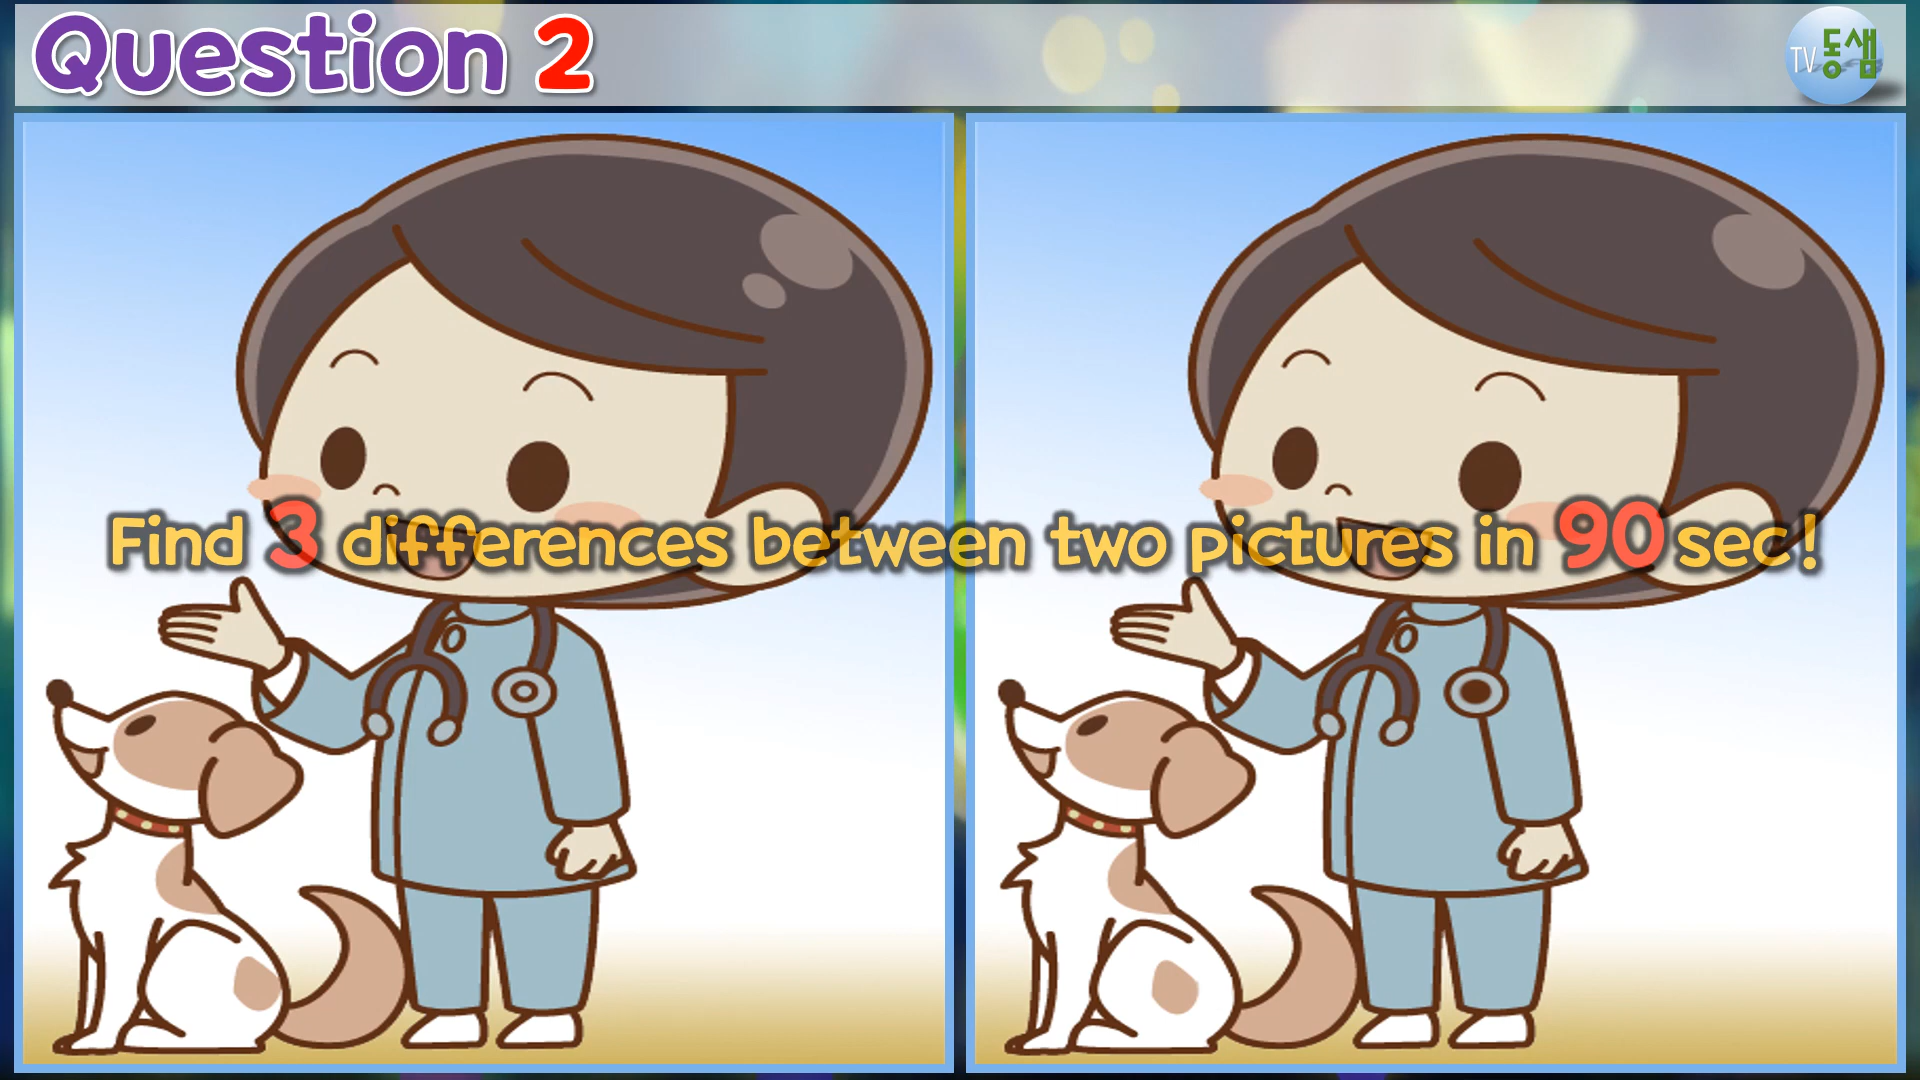 Question 2
TV동샘
Find 3 differences between two pictures in 90 sec!